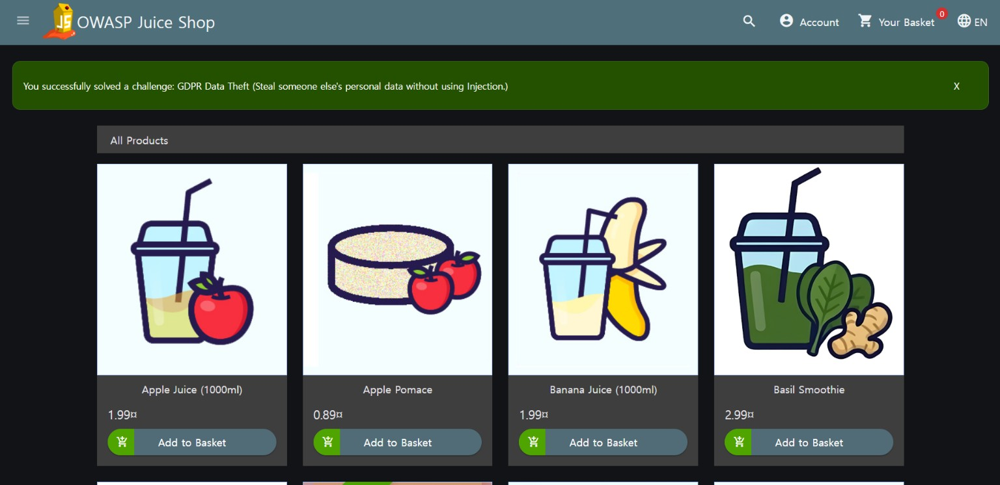 JS OWASP Juice Shop Account Your Basket 0 EN
You successfully solved a challenge: GDPR Data Theft (Steal someone else's personal data without using Injection.) X
All Products
Apple Juice (1000ml) Apple Pomace Banana Juice (1000ml) Basil Smoothie
1.99¤ 0.89¤ 1.99¤ 2.99¤
Add to Basket Add to Basket Add to Basket Add to Basket